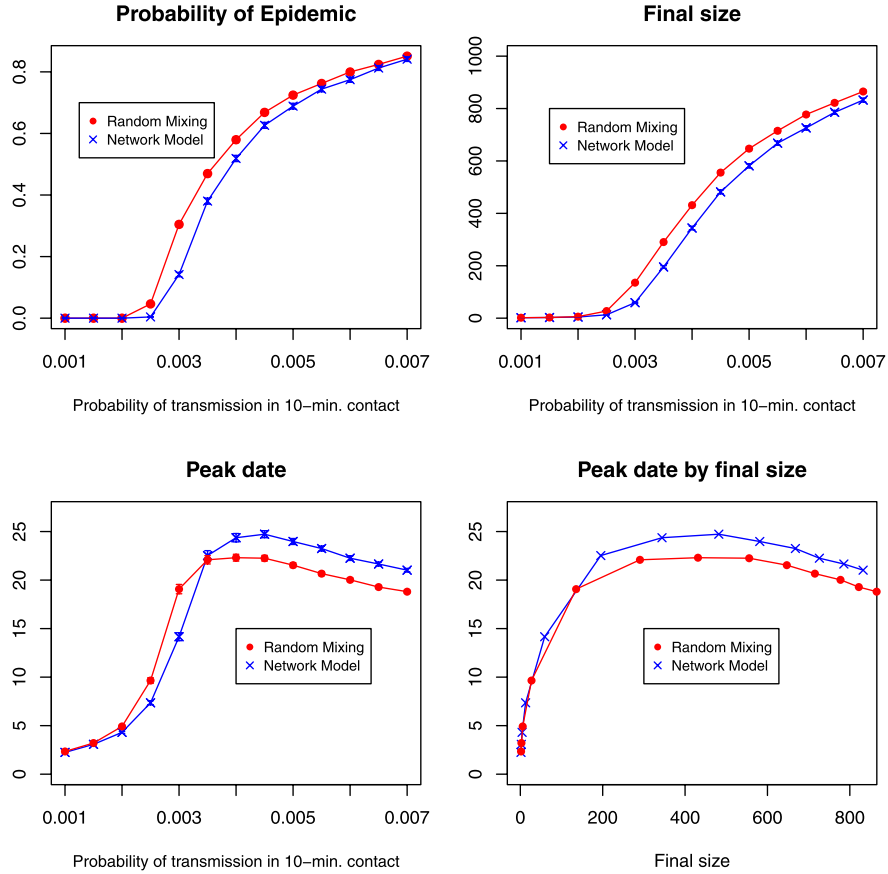 Probability of Epidemic
0.8
0.6
0.4
0.2
0.0
Random Mixing
Network Model
0.001
0.003
0.005
0.007
Probability of transmission in 10−min. contact
Final size
1000
800
600
400
200
0
Random Mixing
Network Model
0.001
0.003
0.005
0.007
Probability of transmission in 10−min. contact
Peak date
25
20
15
10
5
0
Random Mixing
Network Model
0.001
0.003
0.005
0.007
Probability of transmission in 10−min. contact
Peak date by final size
25
20
15
10
5
0
Random Mixing
Network Model
0
200
400
600
800
Final size